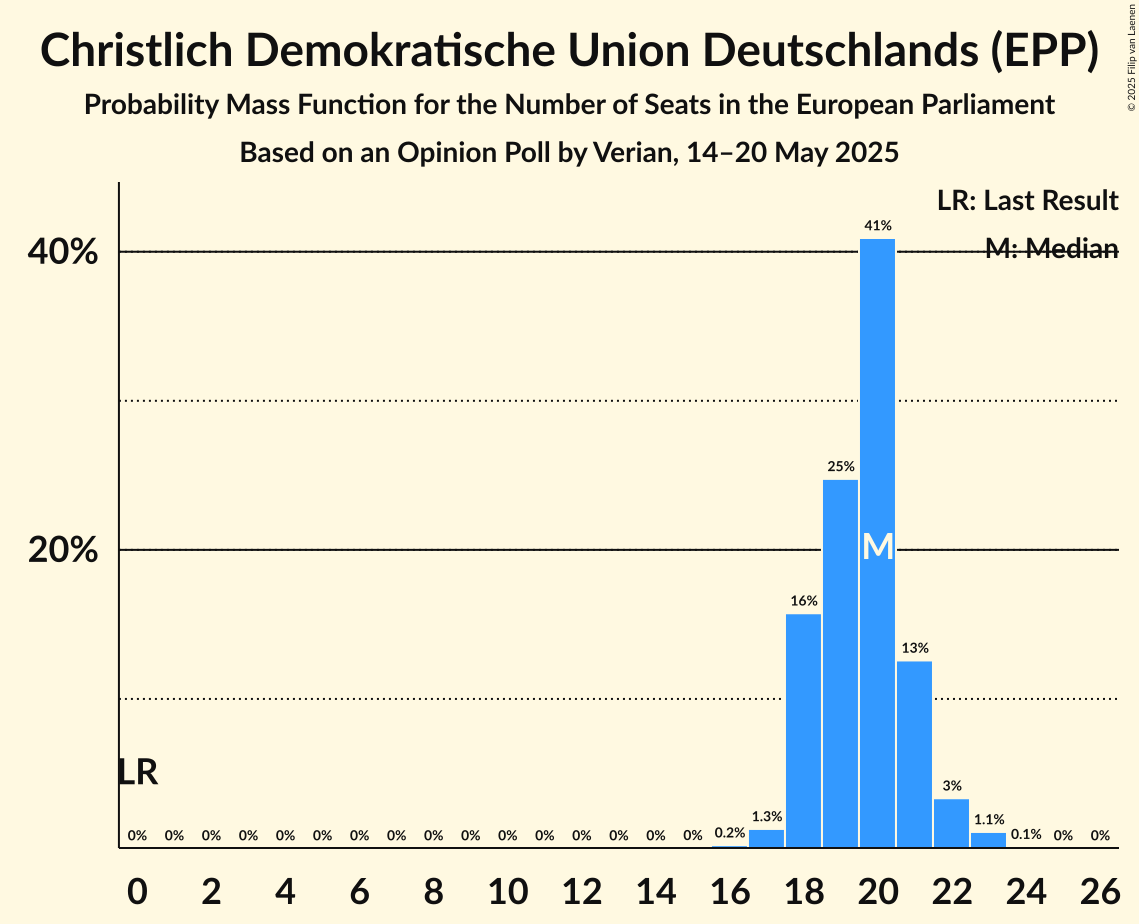 Christlich Demokratische Union Deutschlands (EPP)
Probability Mass Function for the Number of Seats in the European Parliament
Based on an Opinion Poll by Verian, 14–20 May 2025
© 2025 Filip van Laenen
LR: Last Result
M: Median
40%
20%
41%
25%
16%
13%
M
LR
0% 0% 0% 0% 0% 0% 0% 0% 0% 0% 0% 0% 0% 0% 0% 0% 0.2% 1.3% 3% 1.1% 0.1% 0% 0%
0 2 4 6 8 10 12 14 16 18 20 22 24 26